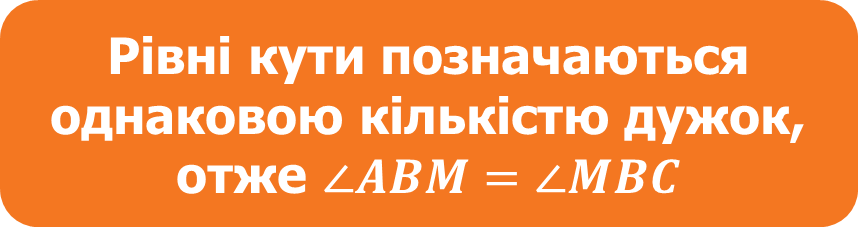 Рівні кути позначаються
однаковою кількістю дужок,
отже ∠ABM = ∠MBC